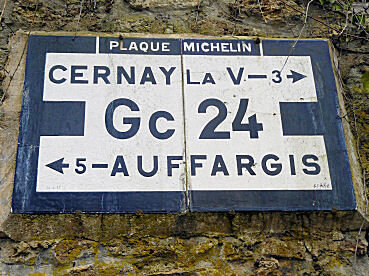 PLAQUE MICHELIN
CERNAY LA V–3→
Gc 24
←5–AUFFARGIS